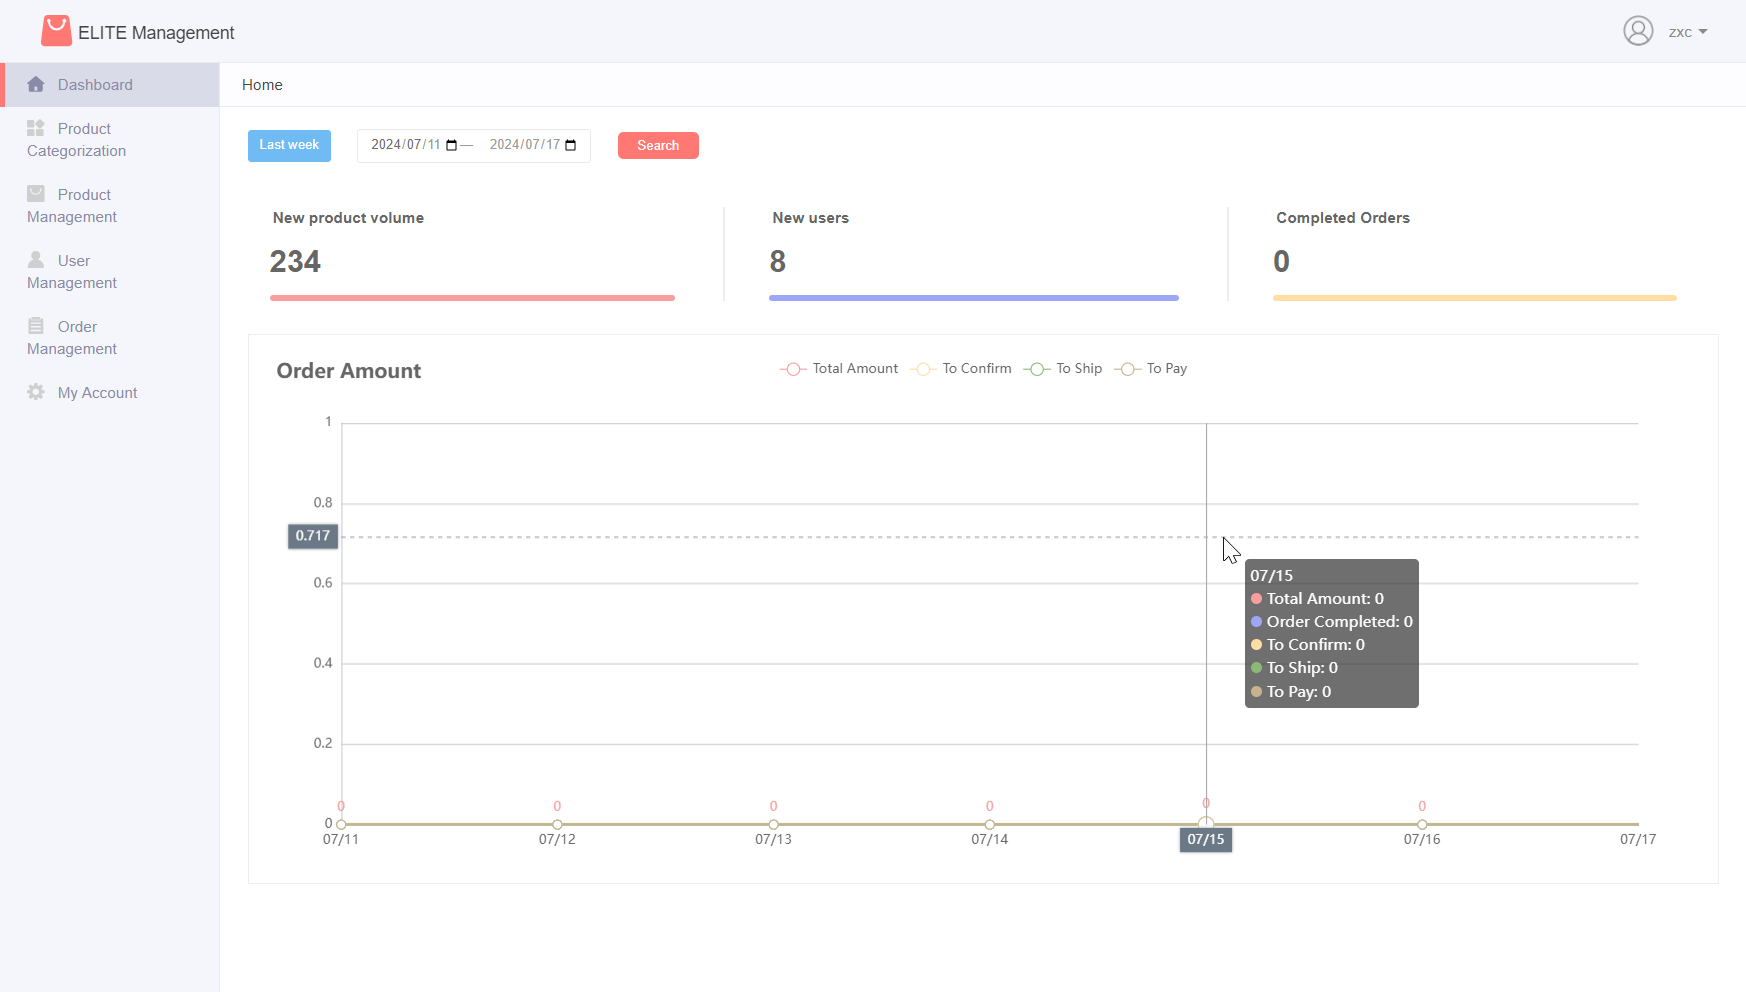 ELITE Management
zxc
Dashboard
Home
Product
Categorization
Product
Management
User
Management
Order
Management
My Account
Last week
2024/07/11 — 2024/07/17
Search
New product volume
234
New users
8
Completed Orders
0
Order Amount
Total Amount
To Confirm
To Ship
To Pay
1
0.8
0.717
0.6
0.4
0.2
0
07/15
Total Amount: 0
Order Completed: 0
To Confirm: 0
To Ship: 0
To Pay: 0
0 0 0 0 0 0
07/11 07/12 07/13 07/14 07/15 07/16 07/17